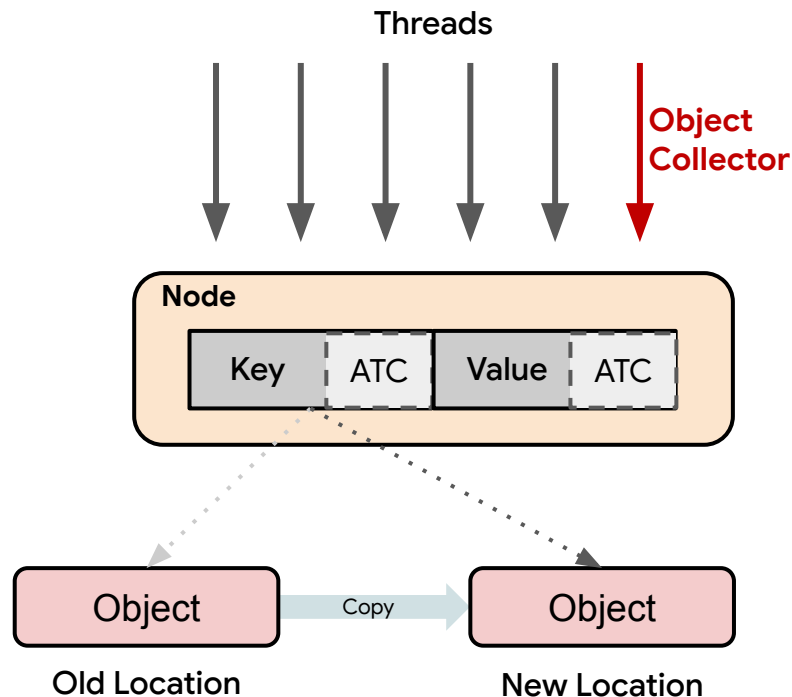 Threads
Object
Collector
Node
Key
ATC
Value
ATC
Object
Copy
Object
Old Location
New Location